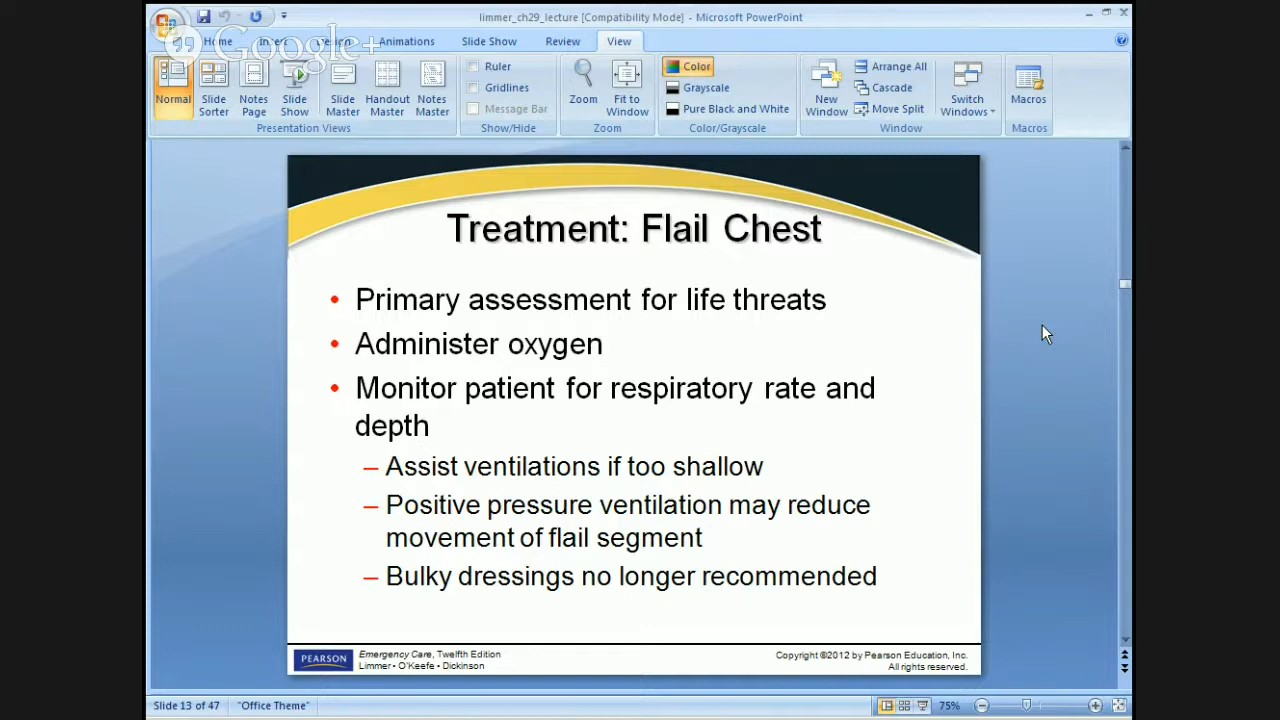 limmer_ch29_lecture [Compatibility Mode] - Microsoft PowerPoint
Google+
Home Insert Design Animations Slide Show Review View
Normal Slide Sorter Notes Page Slide Show Slide Master Handout Master Notes Master
Presentation Views
Ruler
Gridlines
Message Bar
Show/Hide
Zoom Fit to Window
Zoom
Color
Grayscale
Pure Black and White
Color/Grayscale
New Window
Arrange All
Cascade
Move Split
Switch Windows
Window
Macros
Macros
Treatment: Flail Chest
• Primary assessment for life threats
• Administer oxygen
• Monitor patient for respiratory rate and
depth
– Assist ventilations if too shallow
– Positive pressure ventilation may reduce
movement of flail segment
– Bulky dressings no longer recommended
PEARSON
Emergency Care, Twelfth Edition
Limmer • O'Keefe • Dickinson
Copyright ©2012 by Pearson Education, Inc.
All rights reserved.
Slide 13 of 47 "Office Theme" 75%